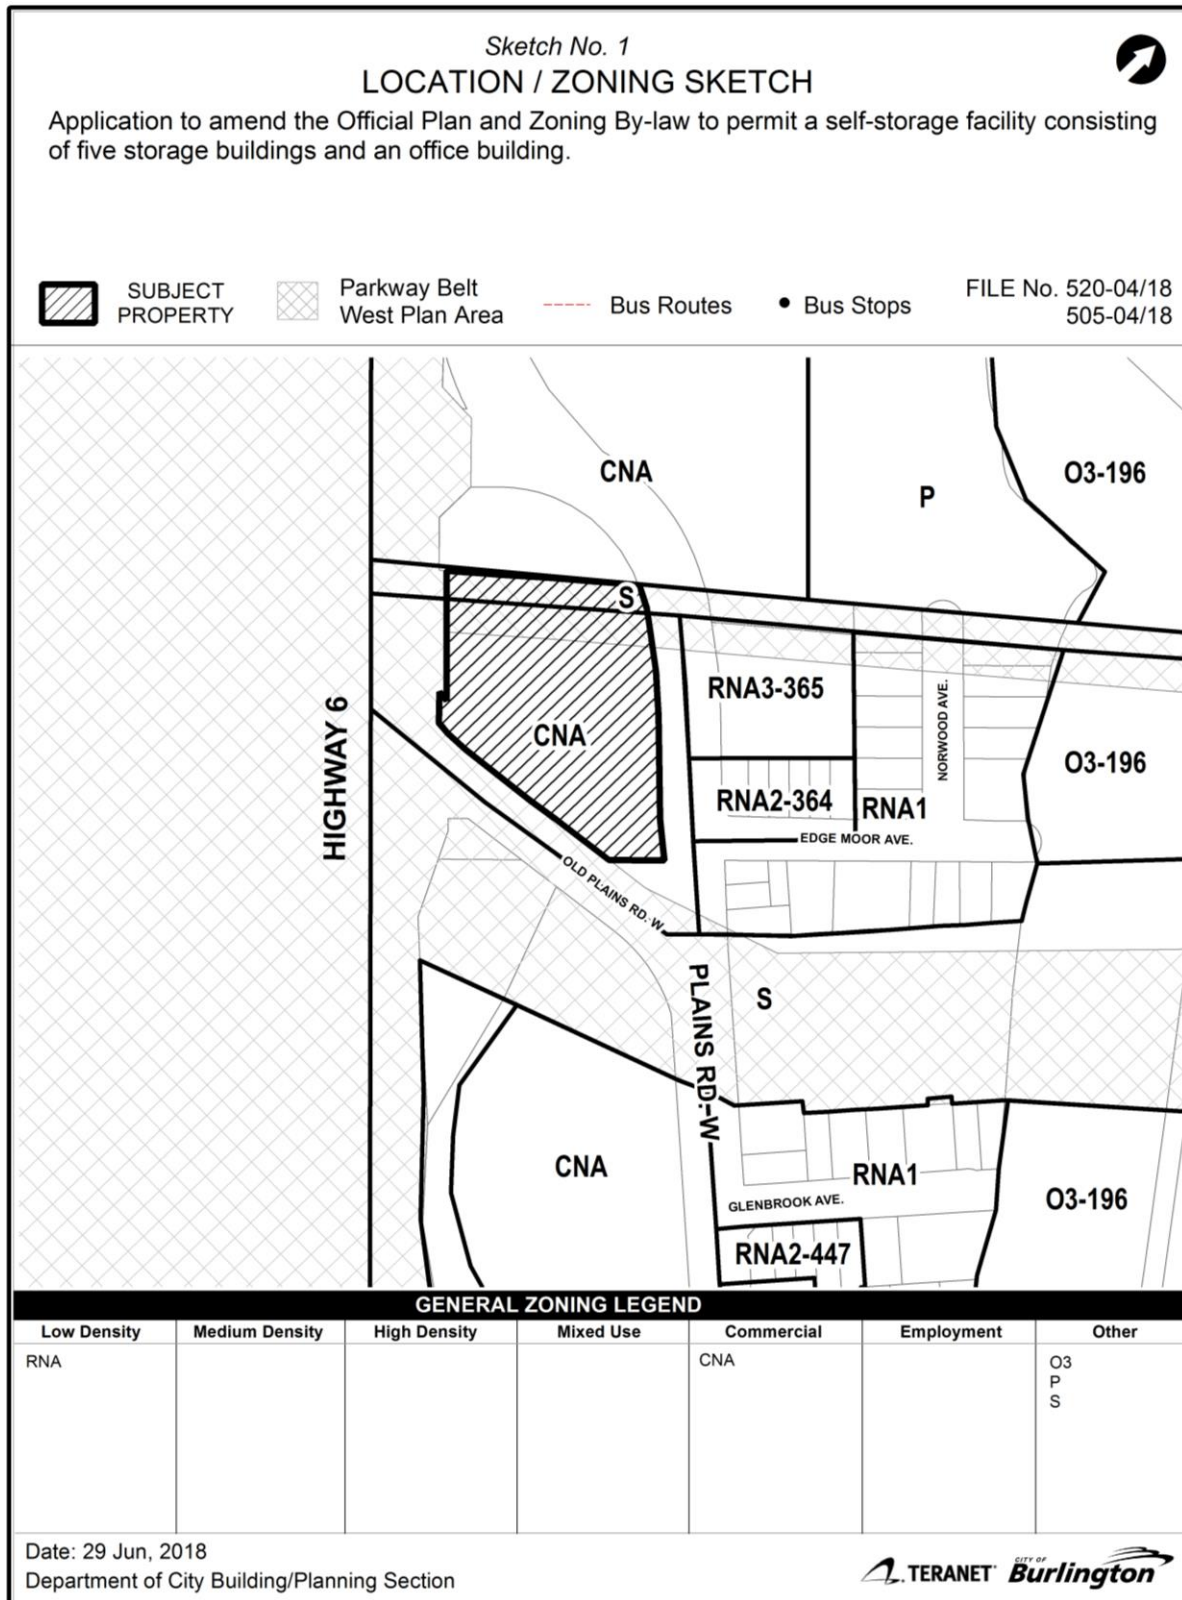 Sketch No. 1
LOCATION / ZONING SKETCH
Application to amend the Official Plan and Zoning By-law to permit a self-storage facility consisting
of five storage buildings and an office building.
SUBJECT
PROPERTY
Parkway Belt
West Plan Area
Bus Routes
Bus Stops
FILE No. 520-04/18
505-04/18
CNA
P
O3-196
S
RNA3-365
CNA
NORWOOD AVE.
O3-196
HIGHWAY 6
RNA2-364
RNA1
EDGE MOOR AVE.
OLD PLAINS RD. W
PLAINS RD. W
S
CNA
RNA1
GLENBROOK AVE.
O3-196
RNA2-447
GENERAL ZONING LEGEND
Low Density
Medium Density
High Density
Mixed Use
Commercial
Employment
Other
RNA
CNA
O3
P
S
Date: 29 Jun, 2018
Department of City Building/Planning Section
TERANET
CITY OF
Burlington